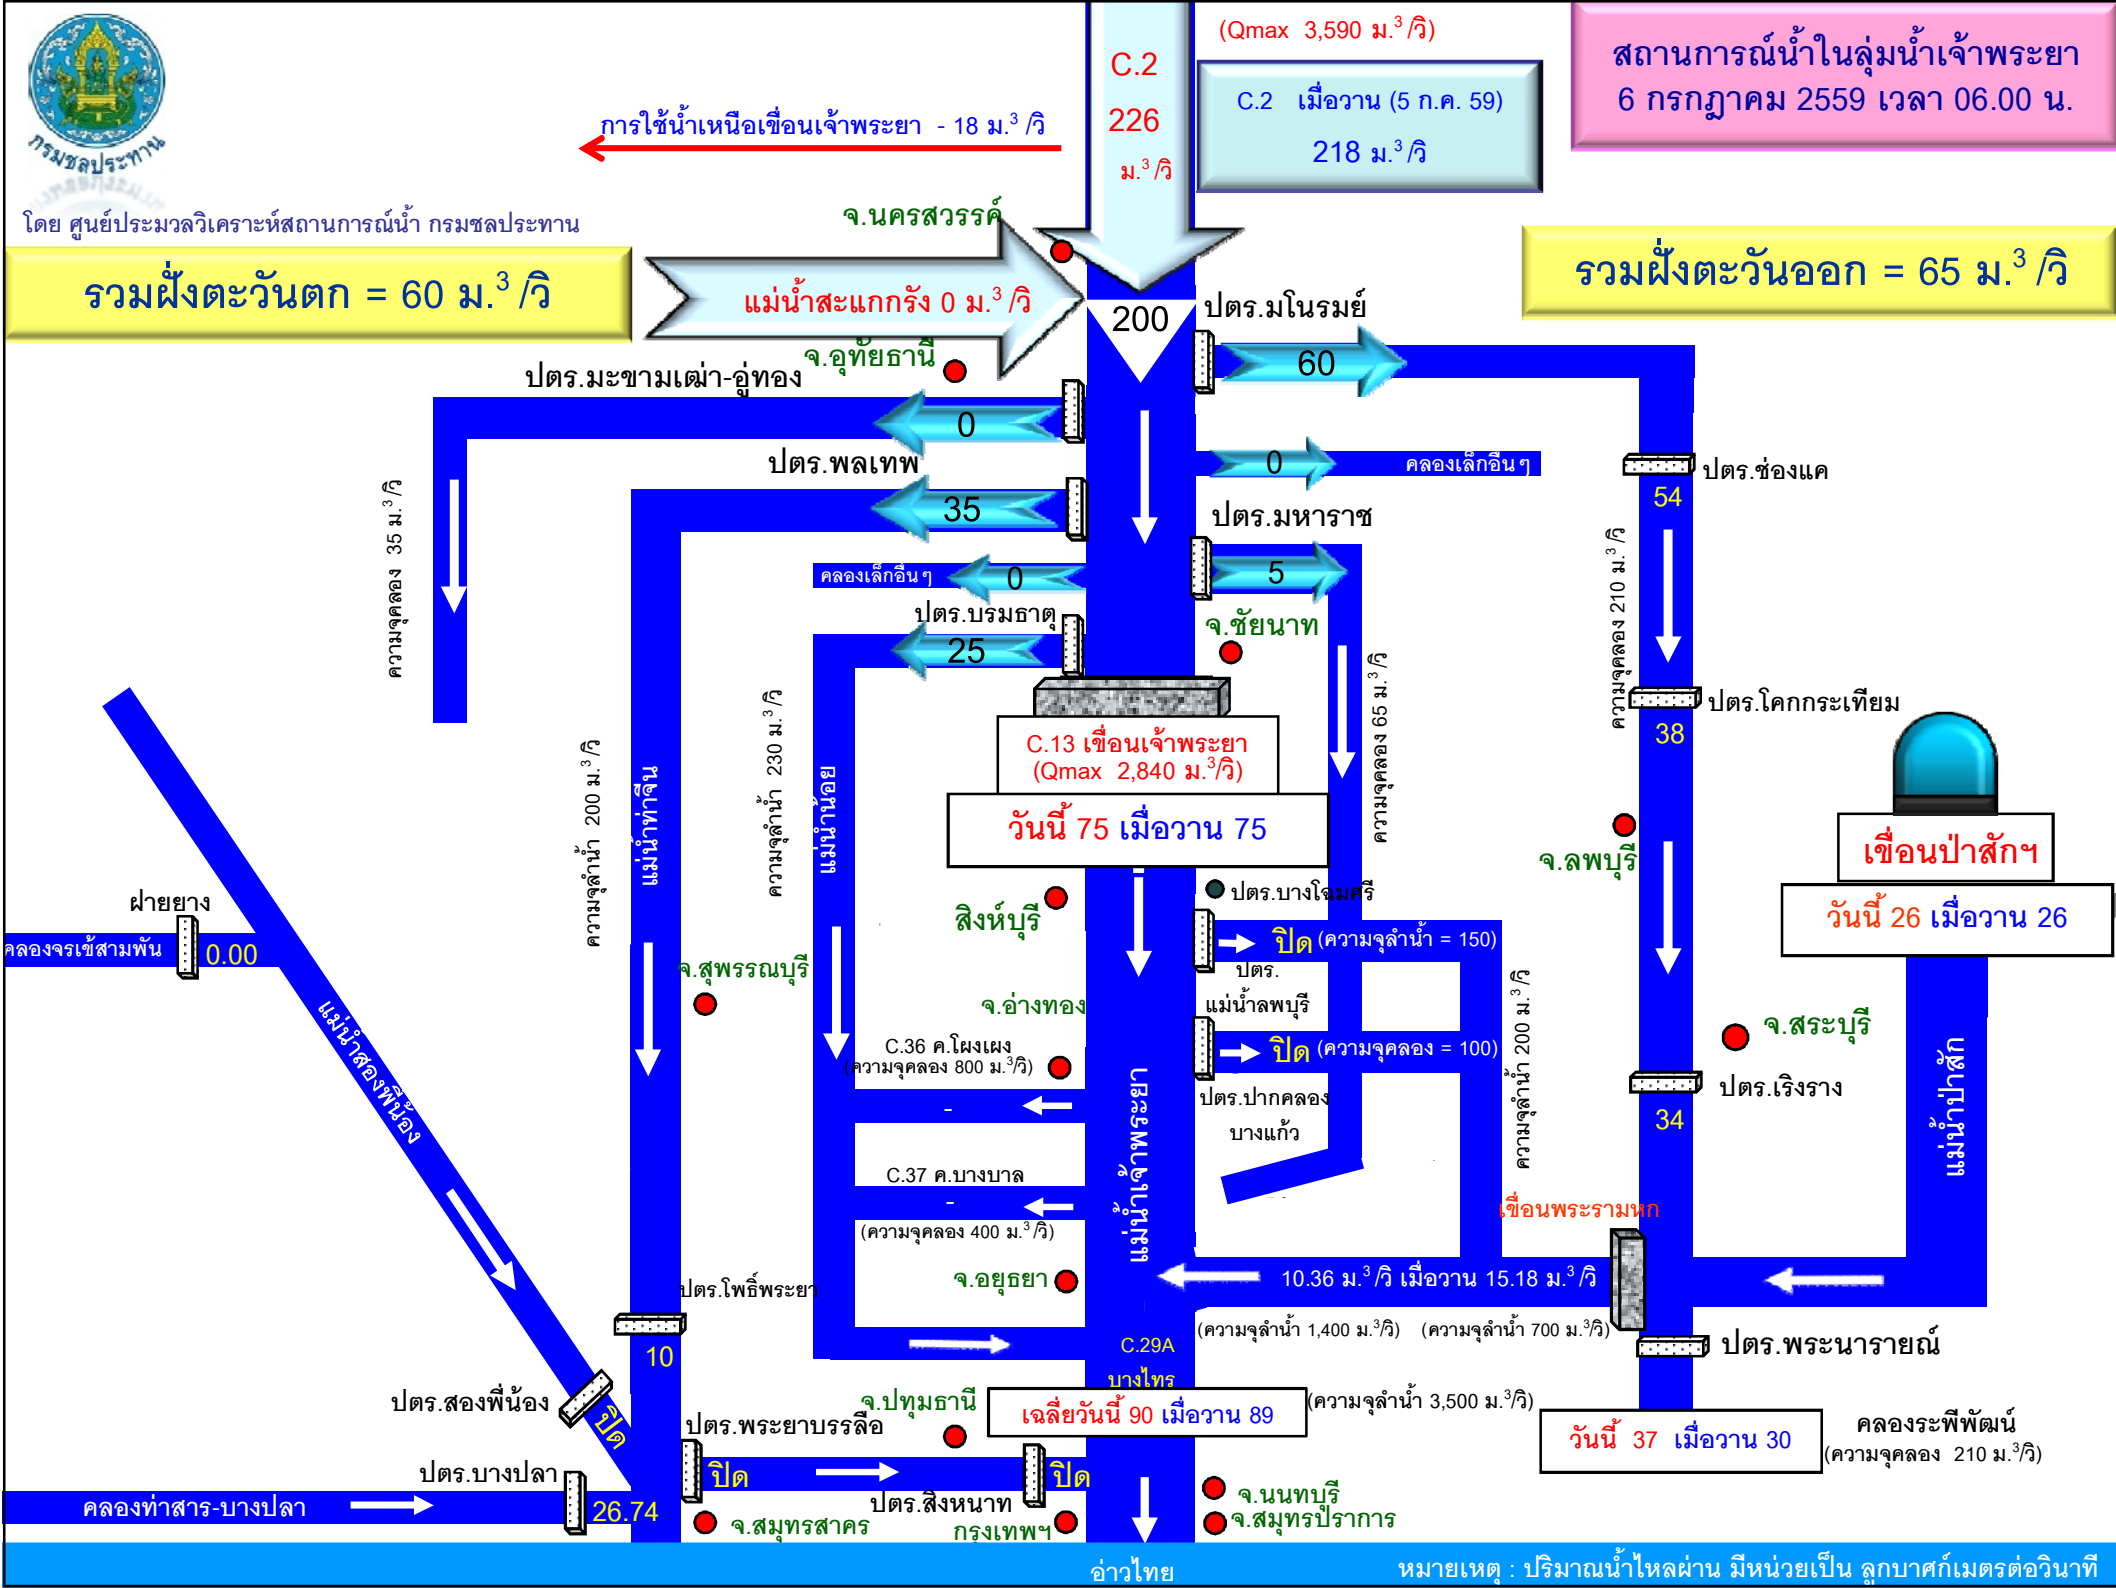 (Qmax 3,590 ม.³/วิ)
C.2
226
ม.³/วิ
C.2 เมื่อวาน (5 ก.ค. 59)
218 ม.³/วิ
สถานการณ์น้ำในลุ่มน้ำเจ้าพระยา
6 กรกฎาคม 2559 เวลา 06.00 น.
กรมชลประทาน
การใช้น้ำเหนือเขื่อนเจ้าพระยา - 18 ม.³/วิ
โดย ศูนย์ประมวลวิเคราะห์สถานการณ์น้ำ กรมชลประทาน
จ.นครสวรรค์
รวมฝั่งตะวันตก = 60 ม.³/วิ
แม่น้ำสะแกกรัง 0 ม.³/วิ
รวมฝั่งตะวันออก = 65 ม.³/วิ
200
ปตร.มโนรมย์
60
จ.อุทัยธานี
ปตร.มะขามเฒ่า-อู่ทอง
0
ปตร.พลเทพ
0
คลองเล็กอื่นๆ
ปตร.ช่องแค
54
35
ปตร.มหาราช
ความจุคลอง 35 ม.³/วิ
คลองเล็กอื่นๆ
0
5
ความจุคลอง 210 ม.³/วิ
ปตร.บรมธาตุ
25
จ.ชัยนาท
ความจุคลอง 65 ม.³/วิ
ปตร.โคกกระเทียม
38
ความจุลำน้ำ 200 ม.³/วิ
แม่น้ำท่าจีน
ความจุลำน้ำ 230 ม.³/วิ
แม่น้ำน้อย
C.13 เขื่อนเจ้าพระยา
(Qmax 2,840 ม.³/วิ)
วันนี้ 75 เมื่อวาน 75
จ.ลพบุรี
เขื่อนป่าสักฯ
วันนี้ 26 เมื่อวาน 26
ฝายยาง
คลองจรเข้สามพัน
0.00
สิงห์บุรี
ปตร.บางโฉมศรี
ปิด (ความจุลำน้ำ = 150)
จ.สุพรรณบุรี
ปตร.
แม่น้ำลพบุรี
จ.อ่างทอง
ปิด (ความจุคลอง = 100)
ความจุลำน้ำ 200 ม.³/วิ
จ.สระบุรี
แม่น้ำสองพี่น้อง
C.36 ค.โผงเผง
(ความจุคลอง 800 ม.³/วิ)
-
ปตร.ปากคลอง
บางแก้ว
ปตร.เริงราง
34
แม่น้ำป่าสัก
แม่น้ำเจ้าพระยา
C.37 ค.บางบาล
-
(ความจุคลอง 400 ม.³/วิ)
เขื่อนพระรามหก
จ.อยุธยา
10.36 ม.³/วิ เมื่อวาน 15.18 ม.³/วิ
ปตร.โพธิ์พระยา
10
(ความจุลำน้ำ 1,400 ม.³/วิ)
(ความจุลำน้ำ 700 ม.³/วิ)
C.29A
บางไทร
ปตร.พระนารายณ์
ปตร.สองพี่น้อง
ปิด
จ.ปทุมธานี
เฉลี่ยวันนี้ 90 เมื่อวาน 89
(ความจุลำน้ำ 3,500 ม.³/วิ)
ปตร.พระยาบรรลือ
วันนี้ 37 เมื่อวาน 30
คลองระพีพัฒน์
(ความจุคลอง 210 ม.³/วิ)
ปตร.บางปลา
ปิด
ปิด
คลองท่าสาร-บางปลา
26.74
ปตร.สิงหนาท
จ.นนทบุรี
จ.สมุทรสาคร
กรุงเทพฯ
จ.สมุทรปราการ
อ่าวไทย
หมายเหตุ : ปริมาณน้ำไหลผ่าน มีหน่วยเป็น ลูกบาศก์เมตรต่อวินาที